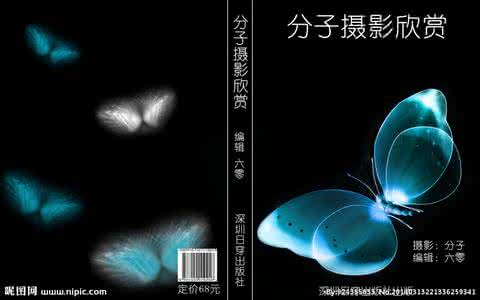 分子摄影欣赏
摄影：分子
编辑：六零
分子摄影欣赏
编辑 六零
深圳日穿出版社
定价68元
昵图网 www.nipic.com